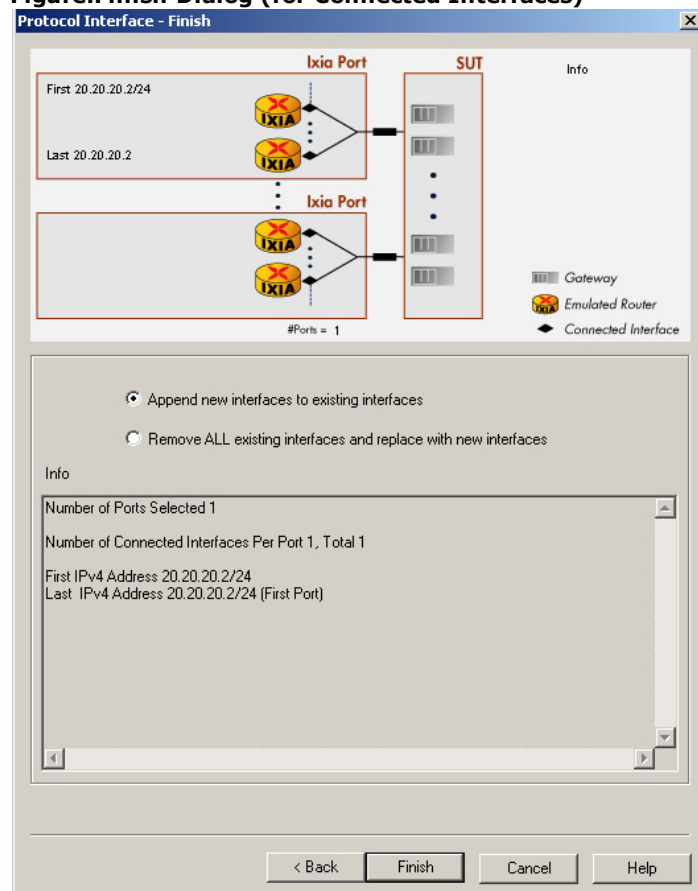 Figure:Finish Dialog (for Connected Interfaces)
Protocol Interface - Finish
Ixia Port
SUT
Info
First 20.20.20.2/24
IXIA
Last 20.20.20.2
IXIA
Ixia Port
IXIA
IXIA
Gateway
IXIA
Emulated Router
#Ports = 1
Connected Interface
Append new interfaces to existing interfaces
Remove ALL existing interfaces and replace with new interfaces
Info
Number of Ports Selected 1
Number of Connected Interfaces Per Port 1, Total 1
First IPv4 Address 20.20.20.2/24
Last IPv4 Address 20.20.20.2/24 (First Port)
< Back
Finish
Cancel
Help